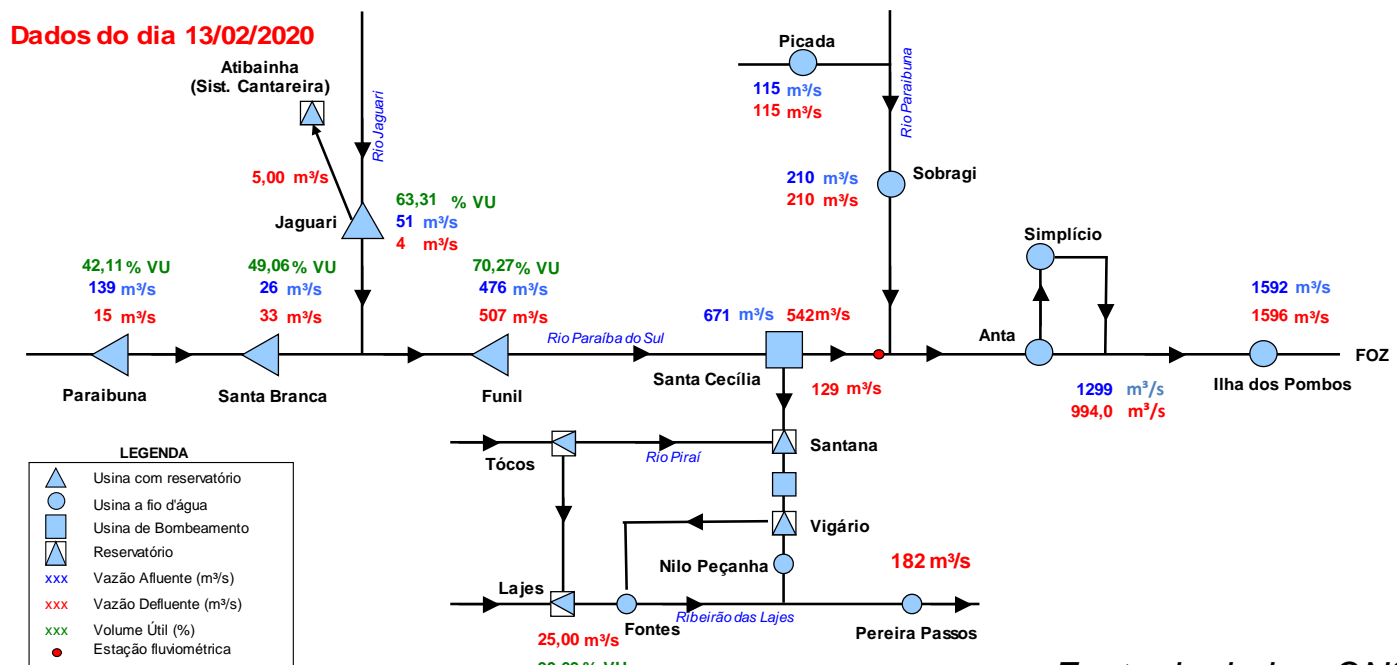 Dados do dia 13/02/2020
Atibainha
(Sist. Cantareira)
Rio Jaguari
5,00 m³/s
Jaguari
63,31 % VU
51 m³/s
4 m³/s
Picada
115 m³/s
115 m³/s
Rio Paraibuna
210 m³/s
210 m³/s
Sobragi
Simplício
42,11 % VU
139 m³/s
15 m³/s
Paraibuna
49,06 % VU
26 m³/s
33 m³/s
Santa Branca
70,27 % VU
476 m³/s
507 m³/s
Funil
Rio Paraíba do Sul
671 m³/s
542 m³/s
Santa Cecília
129 m³/s
Anta
1299 m³/s
994,0 m³/s
1592 m³/s
1596 m³/s
Ilha dos Pombos
FOZ
Tócos
Rio Piraí
Santana
Vigário
Nilo Peçanha
182 m³/s
Lajes
Fontes
Ribeirão das Lajes
Pereira Passos
25,00 m³/s
LEGENDA
Usina com reservatório
Usina a fio d'água
Usina de Bombeamento
Reservatório
xxx Vazão Afluente (m³/s)
xxx Vazão Defluente (m³/s)
xxx Volume Útil (%)
Estação fluviométrica